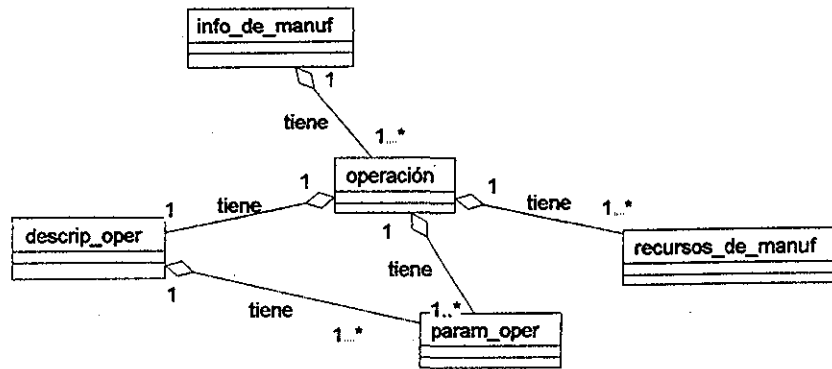 info_de_manuf
1
tiene
1...*
operación
1
1
tiene
1
tiene
1...*
1
descrip_oper
recursos_de_manuf
1
tiene
1...*
tiene
1..*
param_oper